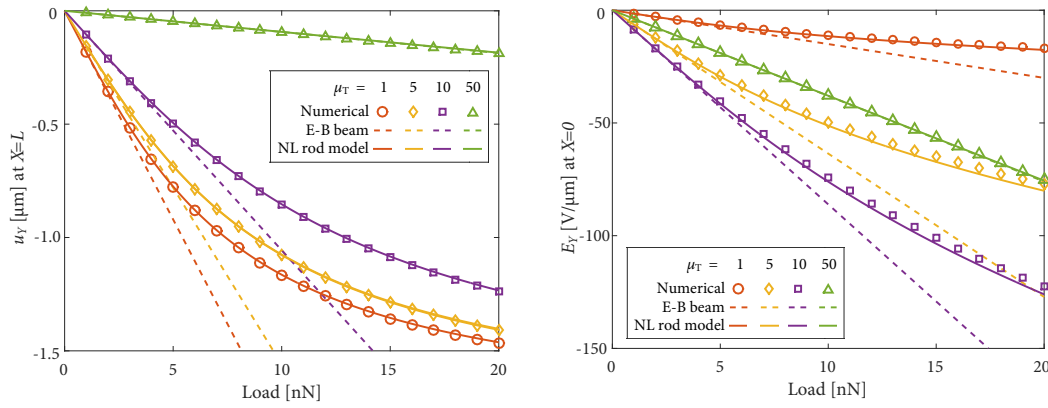 0
-0.5
-1.0
-1.5
u_Y [μm] at X=L
0 5 10 15 20
Load [nN]
μ_T = 1 5 10 50
Numerical
E-B beam
NL rod model
0
-50
-100
-150
E_Y [V/μm] at X=0
0 5 10 15 20
Load [nN]
μ_T = 1 5 10 50
Numerical
E-B beam
NL rod model